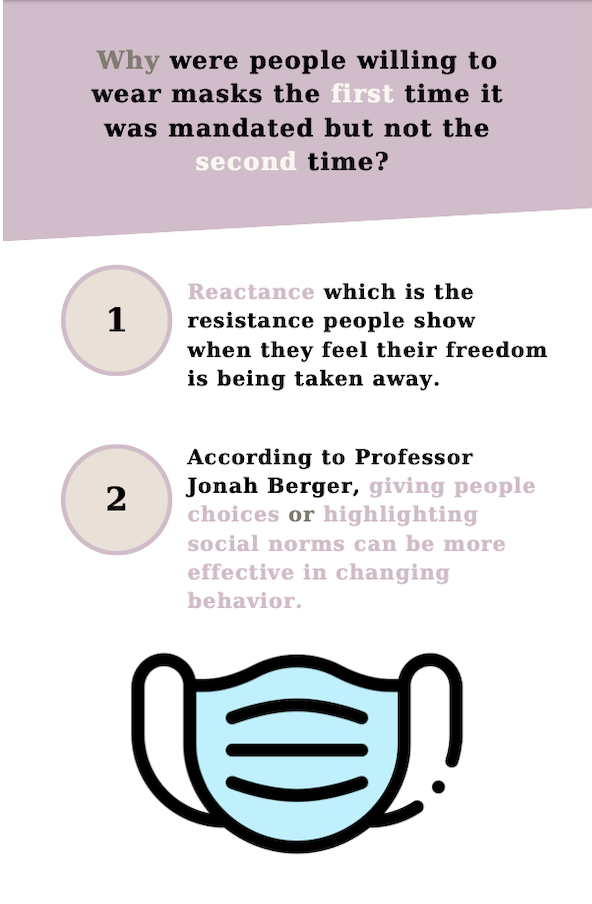 Why were people willing to
wear masks the first time it
was mandated but not the
second time?
1
Reactance which is the
resistance people show
when they feel their freedom
is being taken away.
2
According to Professor
Jonah Berger, giving people
choices or highlighting
social norms can be more
effective in changing
behavior.